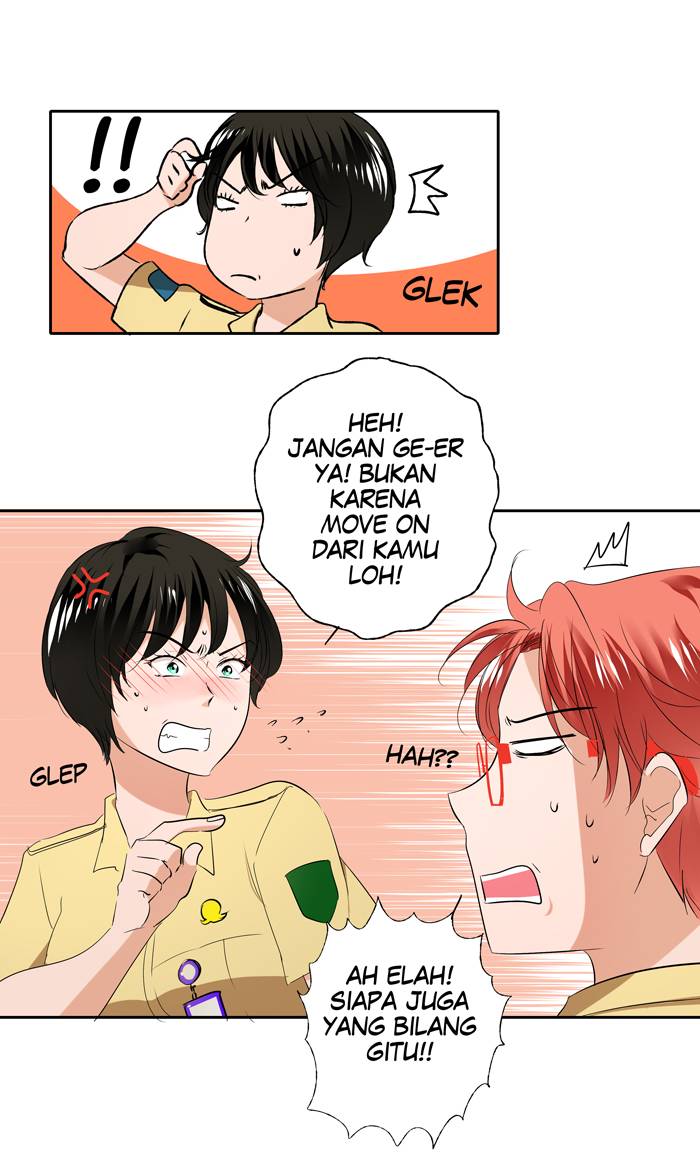 !!
GLEK
HEH!
JANGAN GE-ER
YA! BUKAN
KARENA
MOVE ON
DARI KAMU
LOH!
HAH??
GLEP
AH ELAH!
SIAPA JUGA
YANG BILANG
GITU!!